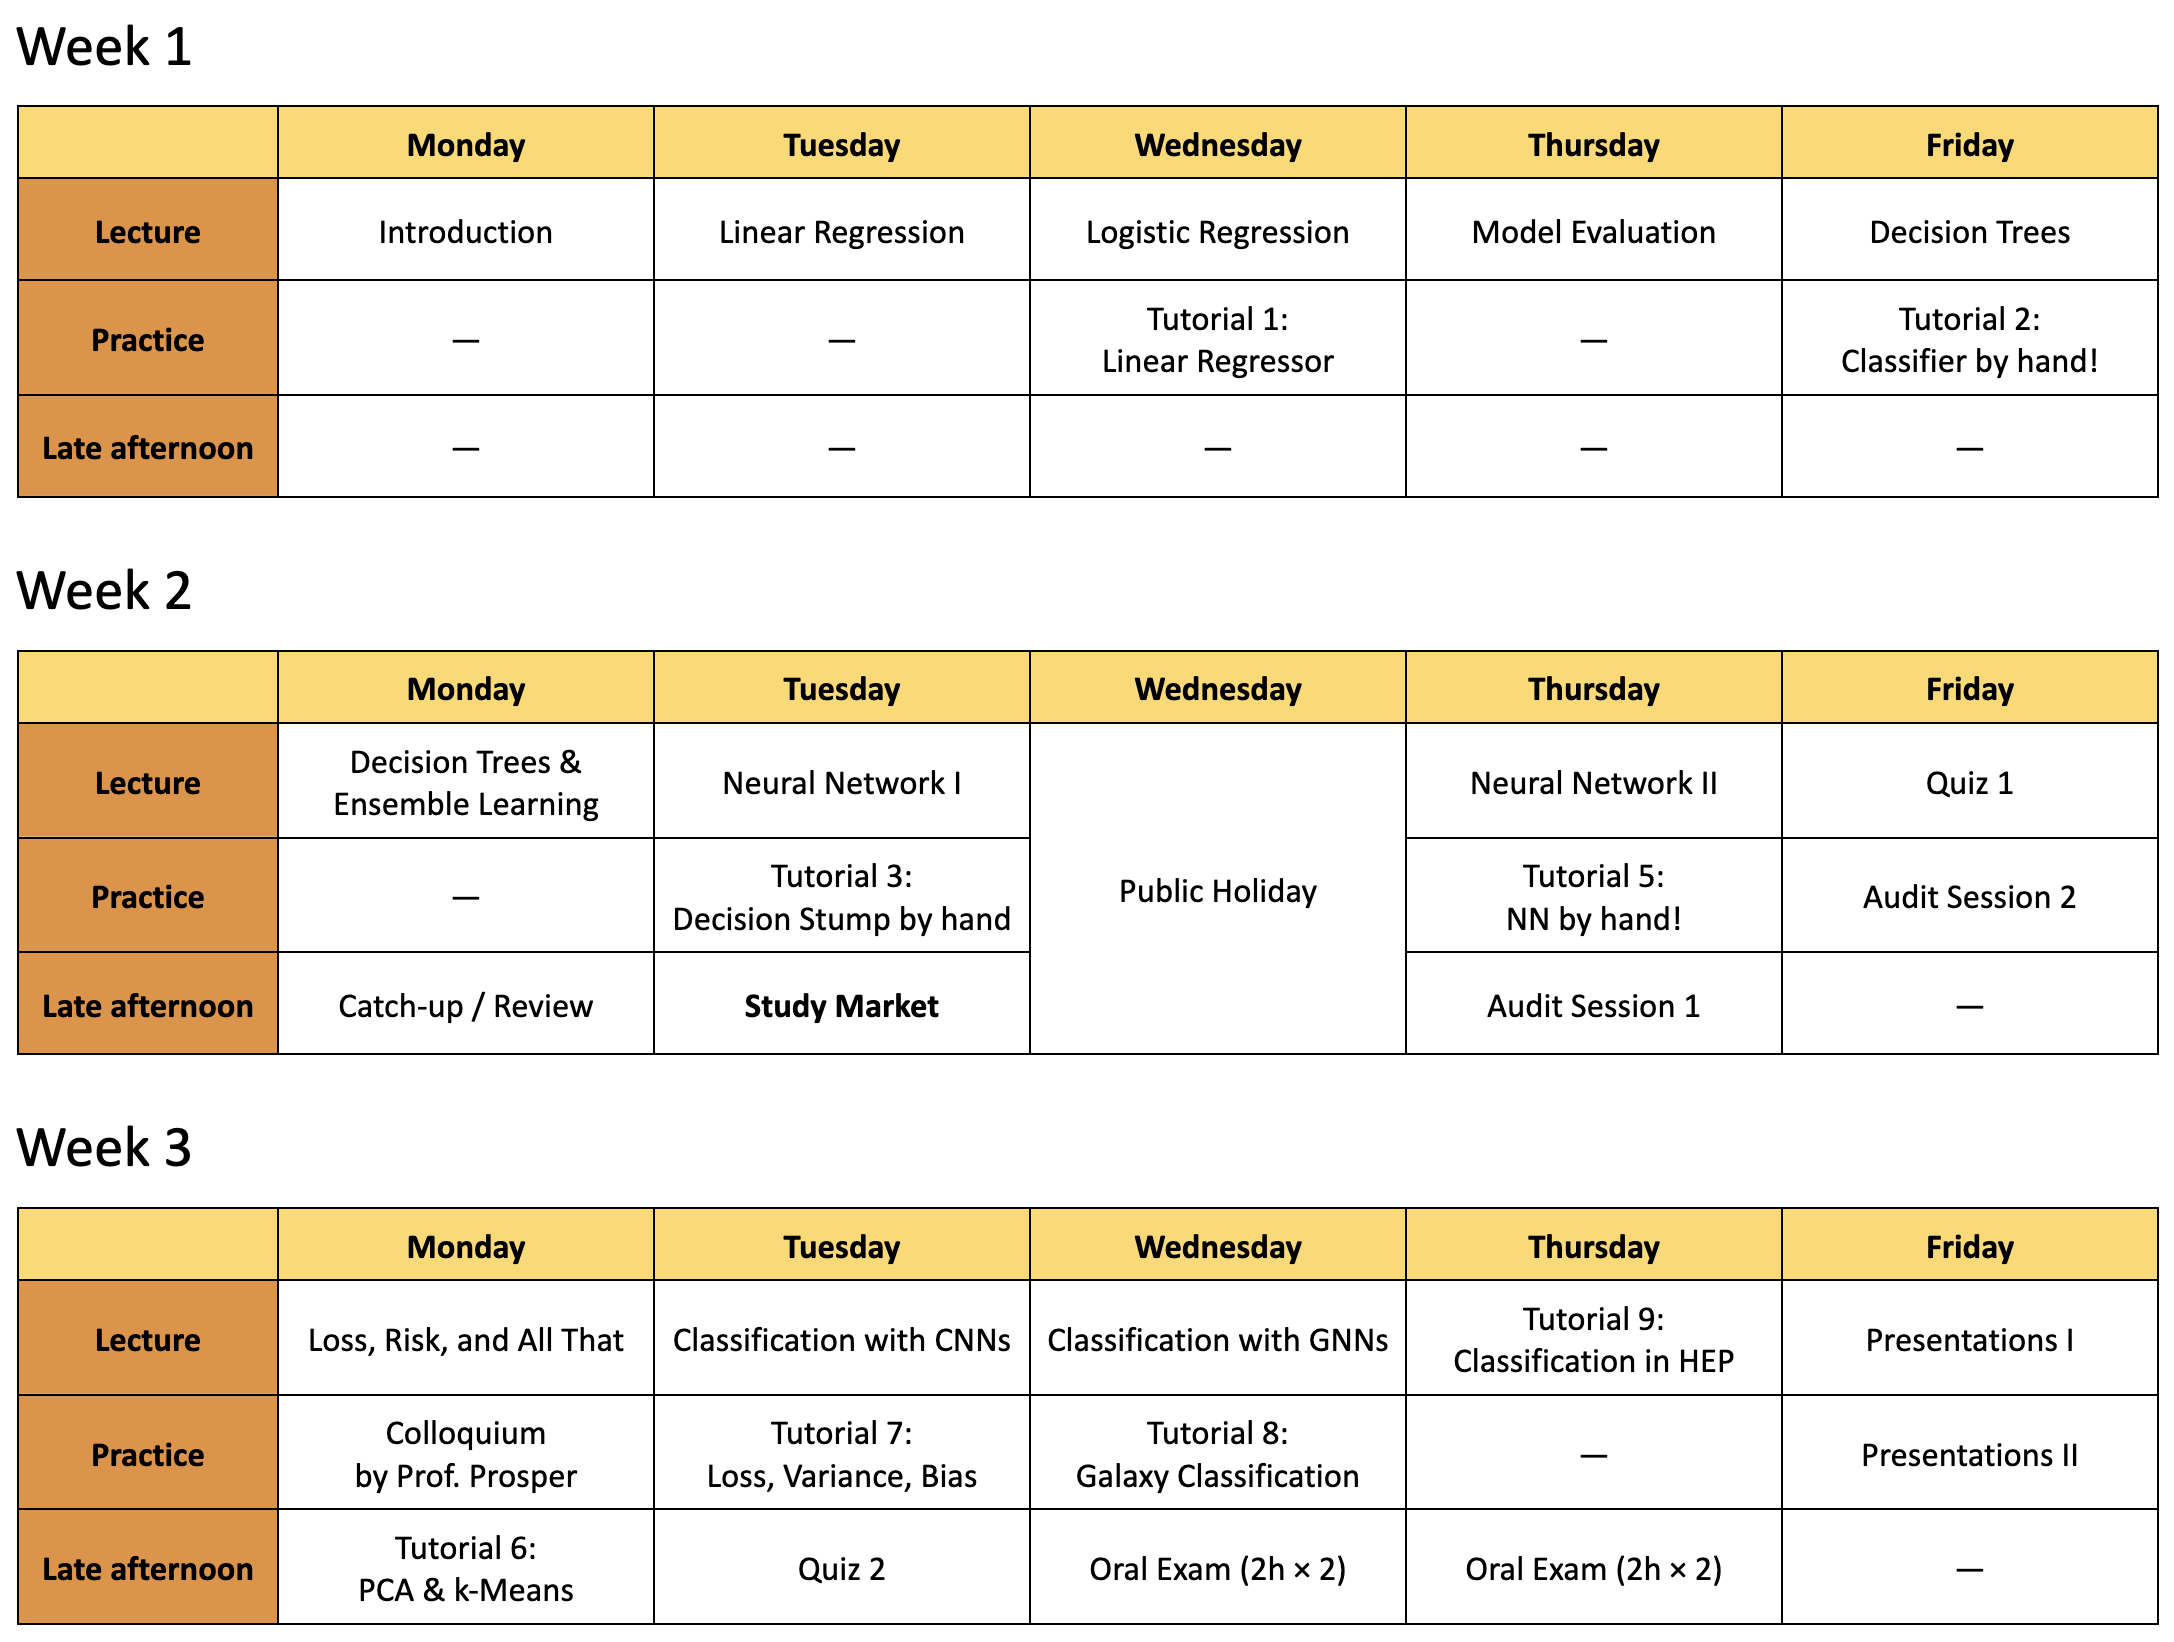 Week 1
Monday Tuesday Wednesday Thursday Friday
Lecture Introduction Linear Regression Logistic Regression Model Evaluation Decision Trees
Practice — — Tutorial 1: Linear Regressor — Tutorial 2: Classifier by hand!
Late afternoon — — — — —
Week 2
Monday Tuesday Wednesday Thursday Friday
Lecture Decision Trees & Ensemble Learning Neural Network I Public Holiday Neural Network II Quiz 1
Practice — Tutorial 3: Decision Stump by hand Tutorial 5: NN by hand! Audit Session 2
Late afternoon Catch-up / Review Study Market Audit Session 1 —
Week 3
Monday Tuesday Wednesday Thursday Friday
Lecture Loss, Risk, and All That Classification with CNNs Classification with GNNs Tutorial 9: Classification in HEP Presentations I
Practice Colloquium by Prof. Prosper Tutorial 7: Loss, Variance, Bias Tutorial 8: Galaxy Classification — Presentations II
Late afternoon Tutorial 6: PCA & k-Means Quiz 2 Oral Exam (2h × 2) Oral Exam (2h × 2) —